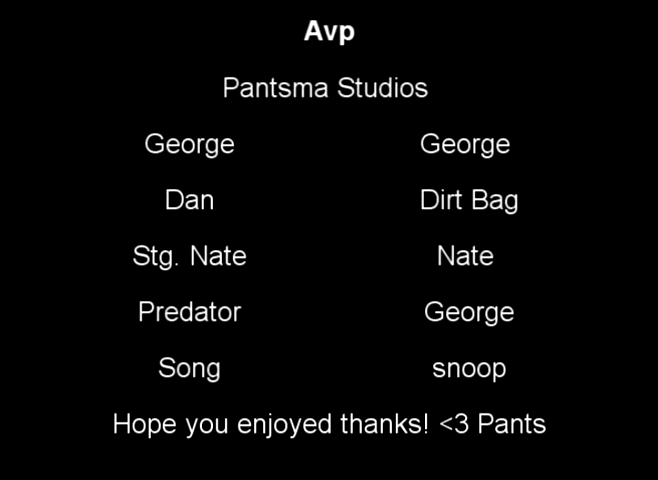 Avp
Pantsma Studios
George George
Dan Dirt Bag
Stg. Nate Nate
Predator George
Song snoop
Hope you enjoyed thanks! <3 Pants